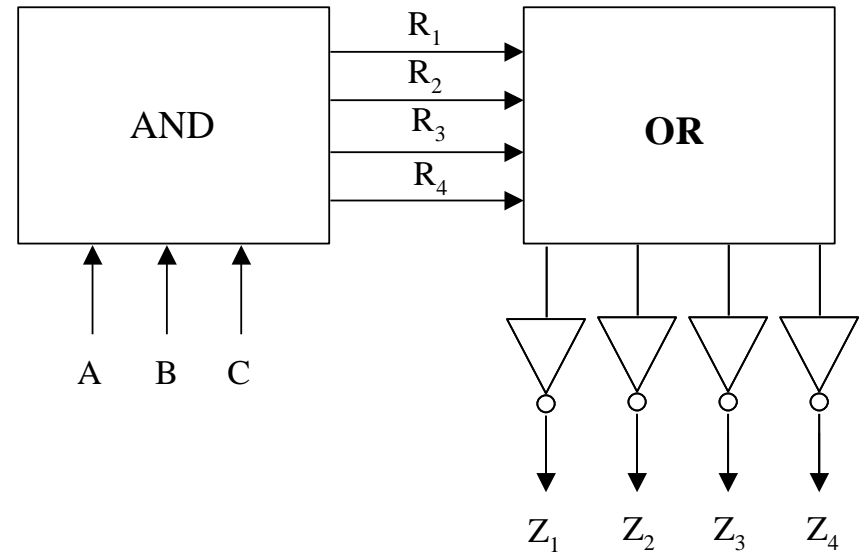 AND
R₁
R₂
R₃
R₄
OR
A B C
Z₁ Z₂ Z₃ Z₄